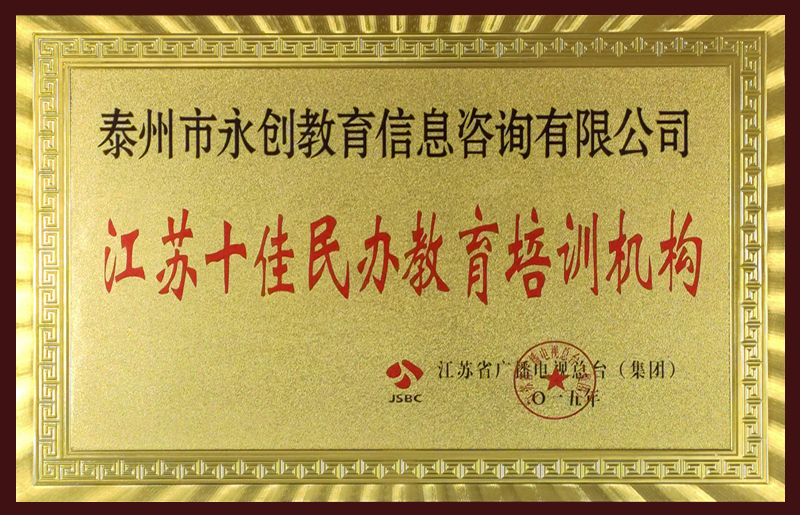 泰州市永创教育信息咨询有限公司
江苏十佳民办教育培训机构
JSBC
江苏省广播电视总台（集团）
O一五年